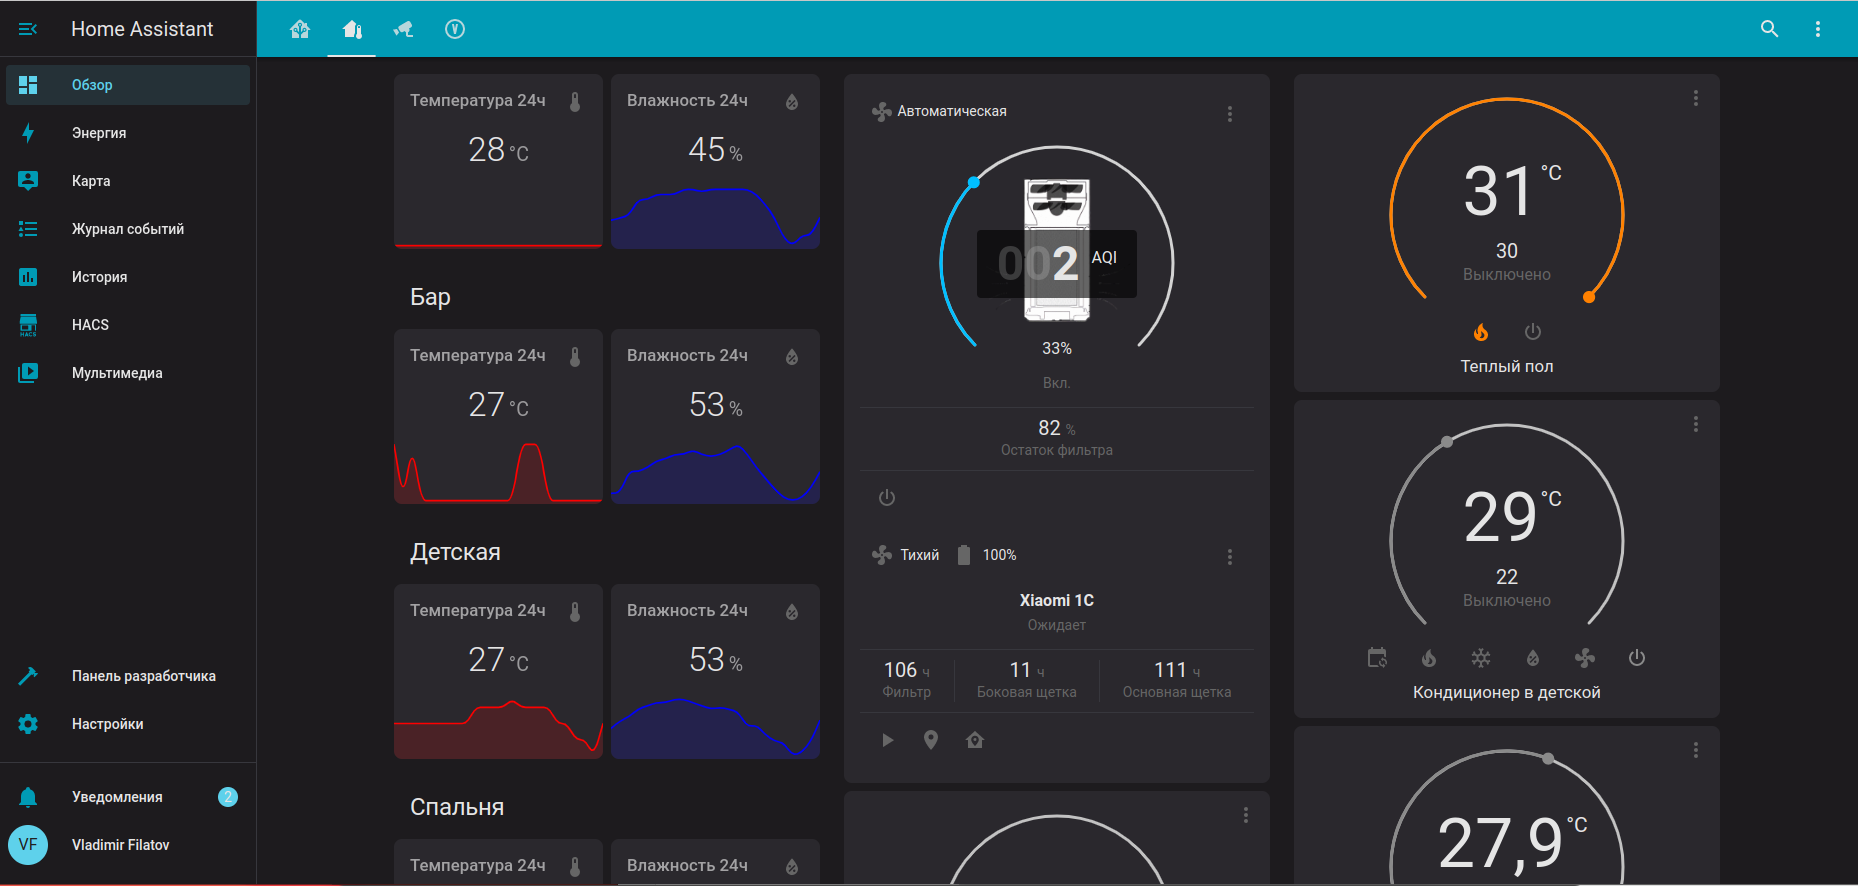 Home Assistant
Обзор
Энергия
Карта
Журнал событий
История
HACS
HACS
Мультимедиа
Панель разработчика
Настройки
Уведомления
2
VF
Vladimir Filatov
V
Температура 24ч
28 °C
Влажность 24ч
45 %
Бар
Температура 24ч
27 °C
Влажность 24ч
53 %
Детская
Температура 24ч
27 °C
Влажность 24ч
53 %
Спальня
Температура 24ч
Влажность 24ч
Автоматическая
002 AQI
33%
Вкл.
82 %
Остаток фильтра
Тихий
100%
Xiaomi 1C
Ожидает
106 ч
Фильтр
11 ч
Боковая щетка
111 ч
Основная щетка
31 °C
30
Выключено
Теплый пол
29 °C
22
Выключено
Кондиционер в детской
27,9 °C